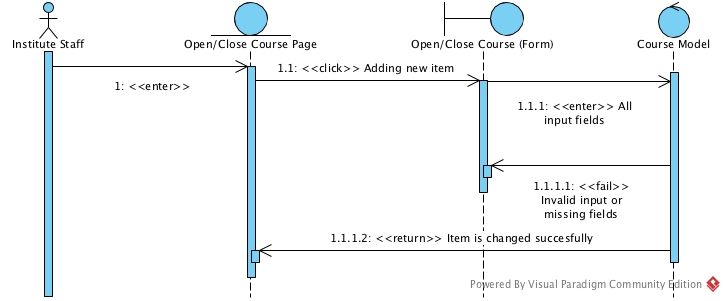 Institute Staff
Open/Close Course Page
Open/Close Course (Form)
Course Model
1: <<enter>>
1.1: <<click>> Adding new item
1.1.1: <<enter>> All
input fields
1.1.1.1: <<fail>>
Invalid input or
missing fields
1.1.1.2: <<return>> Item is changed succesfully
Powered By Visual Paradigm Community Edition